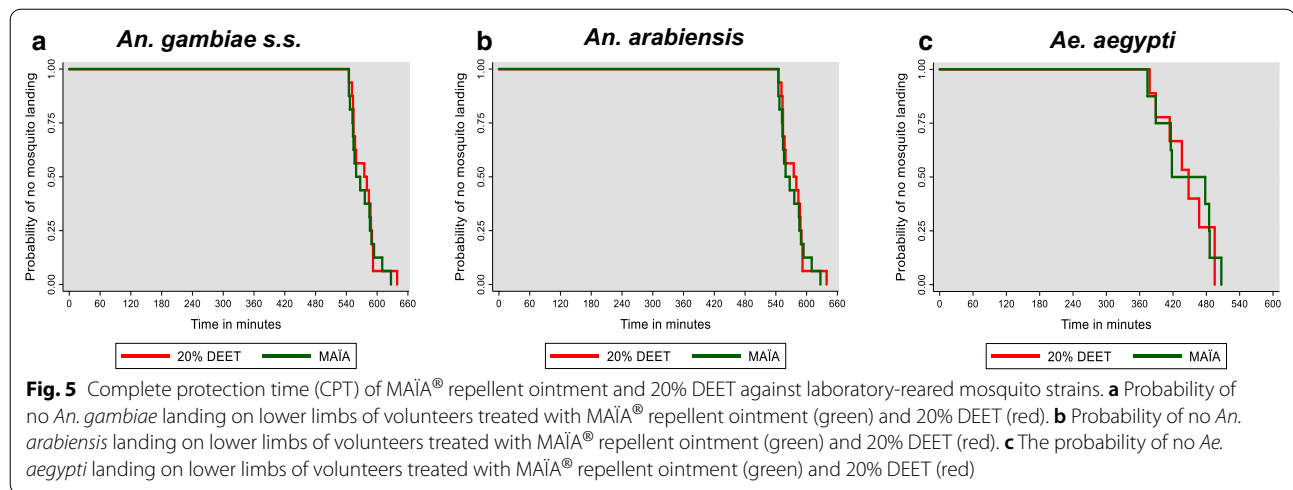 a An. gambiae s.s.
b An. arabiensis
c Ae. aegypti
Probability of no mosquito landing
1.00
0.75
0.50
0.25
0.00
0 60 120 180 240 300 360 420 480 540 600 660
Time in minutes
20% DEET MAÏA
Probability of no mosquito landing
1.00
0.75
0.50
0.25
0.00
0 60 120 180 240 300 360 420 480 540 600 660
Time in minutes
20% DEET MAÏA
Probability of no mosquito landing
1.00
0.75
0.50
0.25
0.00
0 60 120 180 240 300 360 420 480 540 600
Time in minutes
20% DEET MAÏA
Fig. 5 Complete protection time (CPT) of MAÏA® repellent ointment and 20% DEET against laboratory-reared mosquito strains. a Probability of
no An. gambiae landing on lower limbs of volunteers treated with MAÏA® repellent ointment (green) and 20% DEET (red). b Probability of no An.
arabiensis landing on lower limbs of volunteers treated with MAÏA® repellent ointment (green) and 20% DEET (red). c The probability of no Ae.
aegypti landing on lower limbs of volunteers treated with MAÏA® repellent ointment (green) and 20% DEET (red)